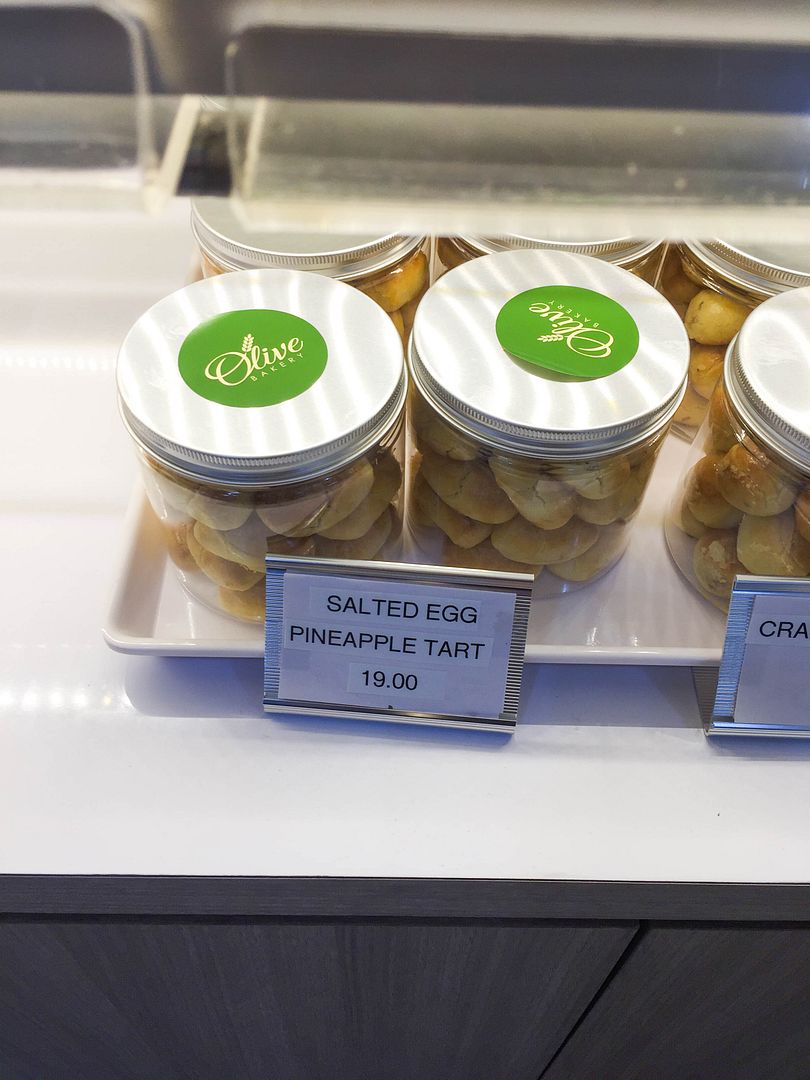 Olive
BAKERY
Olive
BAKERY
SALTED EGG
PINEAPPLE TART
19.00
CRA